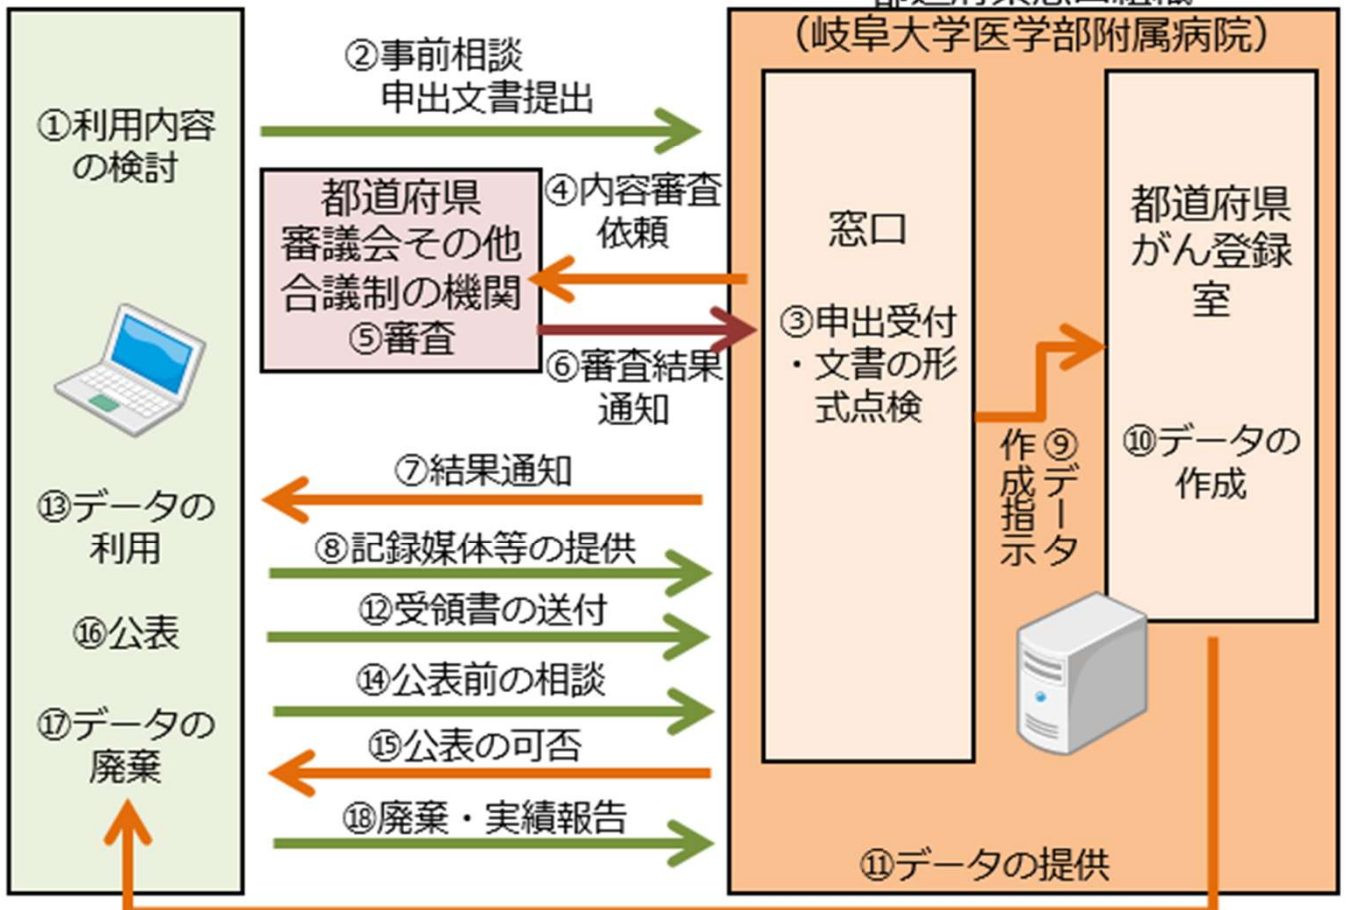 （岐阜大学医学部附属病院）
①利用内容
の検討
②事前相談
申出文書提出
都道府県
審議会その他
合議制の機関
⑤審査
④内容審査
依頼
⑥審査結果
通知
窓口
③申出受付
・文書の形
式点検
都道府県
がん登録
室
⑨データ
作成指示
⑩データの
作成
⑦結果通知
⑧記録媒体等の提供
⑫受領書の送付
⑬データの
利用
⑭公表前の相談
⑮公表の可否
⑯公表
⑰データの
廃棄
⑱廃棄・実績報告
⑪データの提供